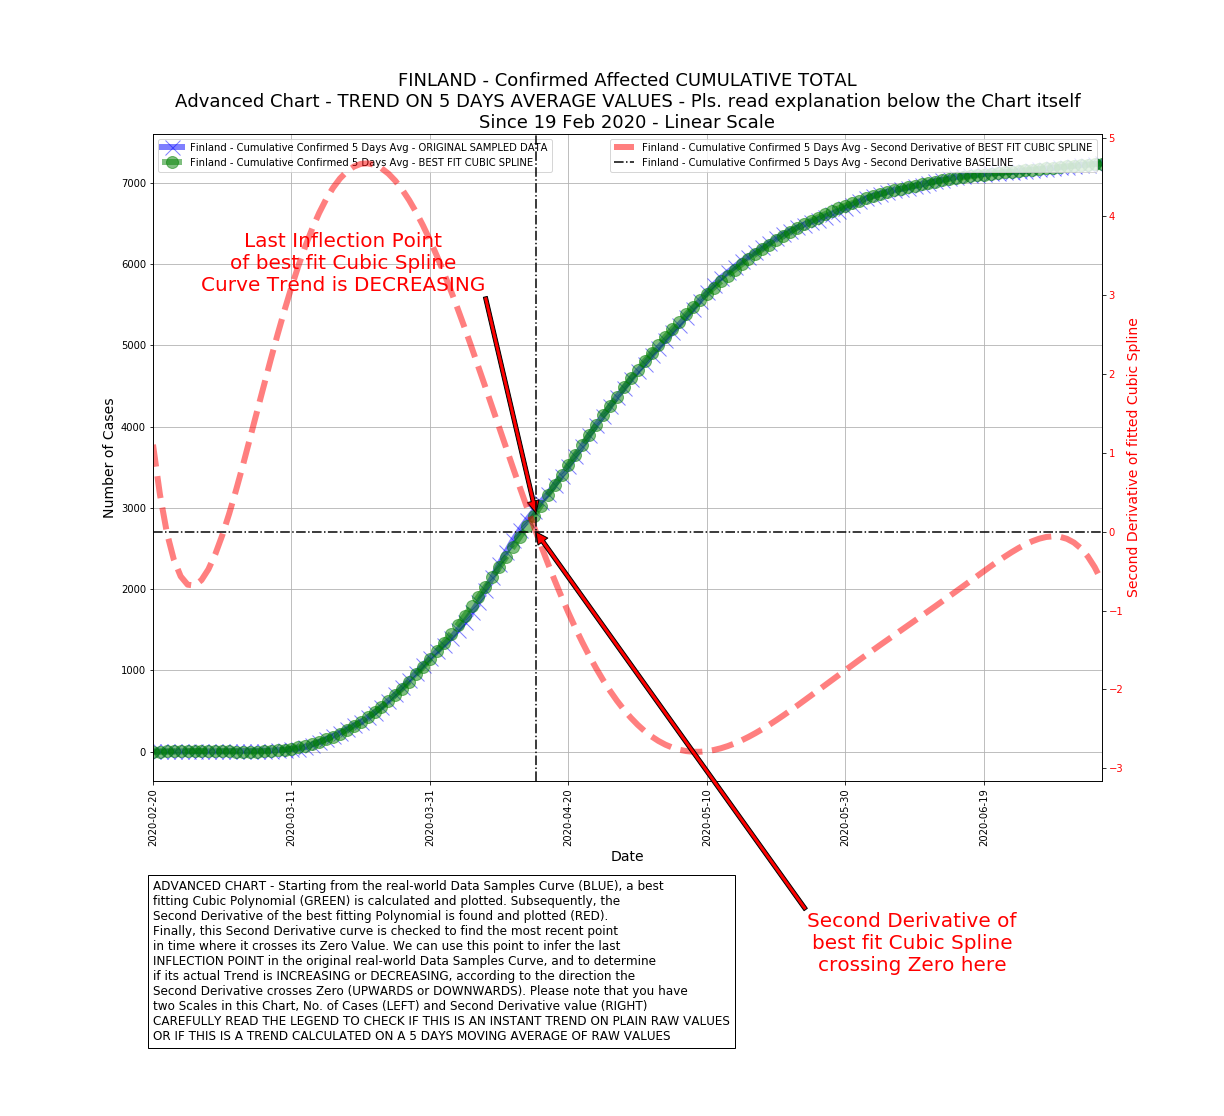 FINLAND - Confirmed Affected CUMULATIVE TOTAL
Advanced Chart - TREND ON 5 DAYS AVERAGE VALUES - Pls. read explanation below the Chart itself
Since 19 Feb 2020 - Linear Scale
Finland - Cumulative Confirmed 5 Days Avg - ORIGINAL SAMPLED DATA
Finland - Cumulative Confirmed 5 Days Avg - BEST FIT CUBIC SPLINE
Finland - Cumulative Confirmed 5 Days Avg - Second Derivative of BEST FIT CUBIC SPLINE
Finland - Cumulative Confirmed 5 Days Avg - Second Derivative BASELINE
Last Inflection Point
of best fit Cubic Spline
Curve Trend is DECREASING
Number of Cases
7000
6000
5000
4000
3000
2000
1000
0
Second Derivative of fitted Cubic Spline
5
4
3
2
1
0
−1
−2
−3
2020-02-20
2020-03-11
2020-03-31
2020-04-20
2020-05-10
2020-05-30
2020-06-19
Date
Second Derivative of
best fit Cubic Spline
crossing Zero here
ADVANCED CHART - Starting from the real-world Data Samples Curve (BLUE), a best
fitting Cubic Polynomial (GREEN) is calculated and plotted. Subsequently, the
Second Derivative of the best fitting Polynomial is found and plotted (RED).
Finally, this Second Derivative curve is checked to find the most recent point
in time where it crosses its Zero Value. We can use this point to infer the last
INFLECTION POINT in the original real-world Data Samples Curve, and to determine
if its actual Trend is INCREASING or DECREASING, according to the direction the
Second Derivative crosses Zero (UPWARDS or DOWNWARDS). Please note that you have
two Scales in this Chart, No. of Cases (LEFT) and Second Derivative value (RIGHT)
CAREFULLY READ THE LEGEND TO CHECK IF THIS IS AN INSTANT TREND ON PLAIN RAW VALUES
OR IF THIS IS A TREND CALCULATED ON A 5 DAYS MOVING AVERAGE OF RAW VALUES